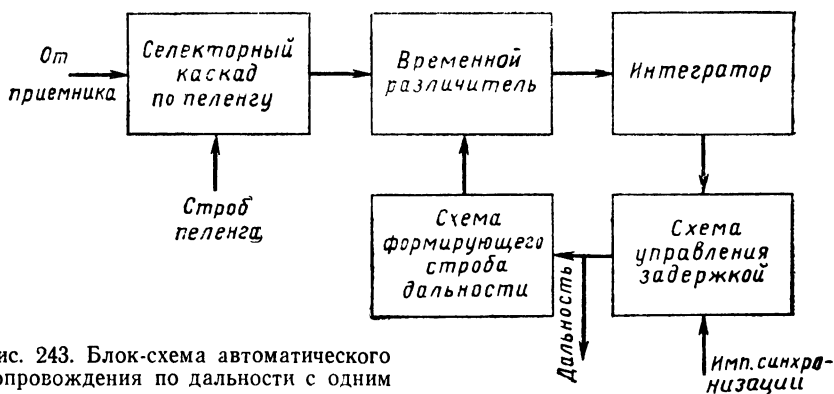 От
приемника
Селекторный
каскад
по пеленгу
Временной
различитель
Интегратор
Строб
пеленга
Схема
формирующего
строба
дальности
Схема
управления
задержкой
Дальность
Имп. синхро-
низации
ис. 243. Блок-схема автоматического
опровождения по дальности с одним